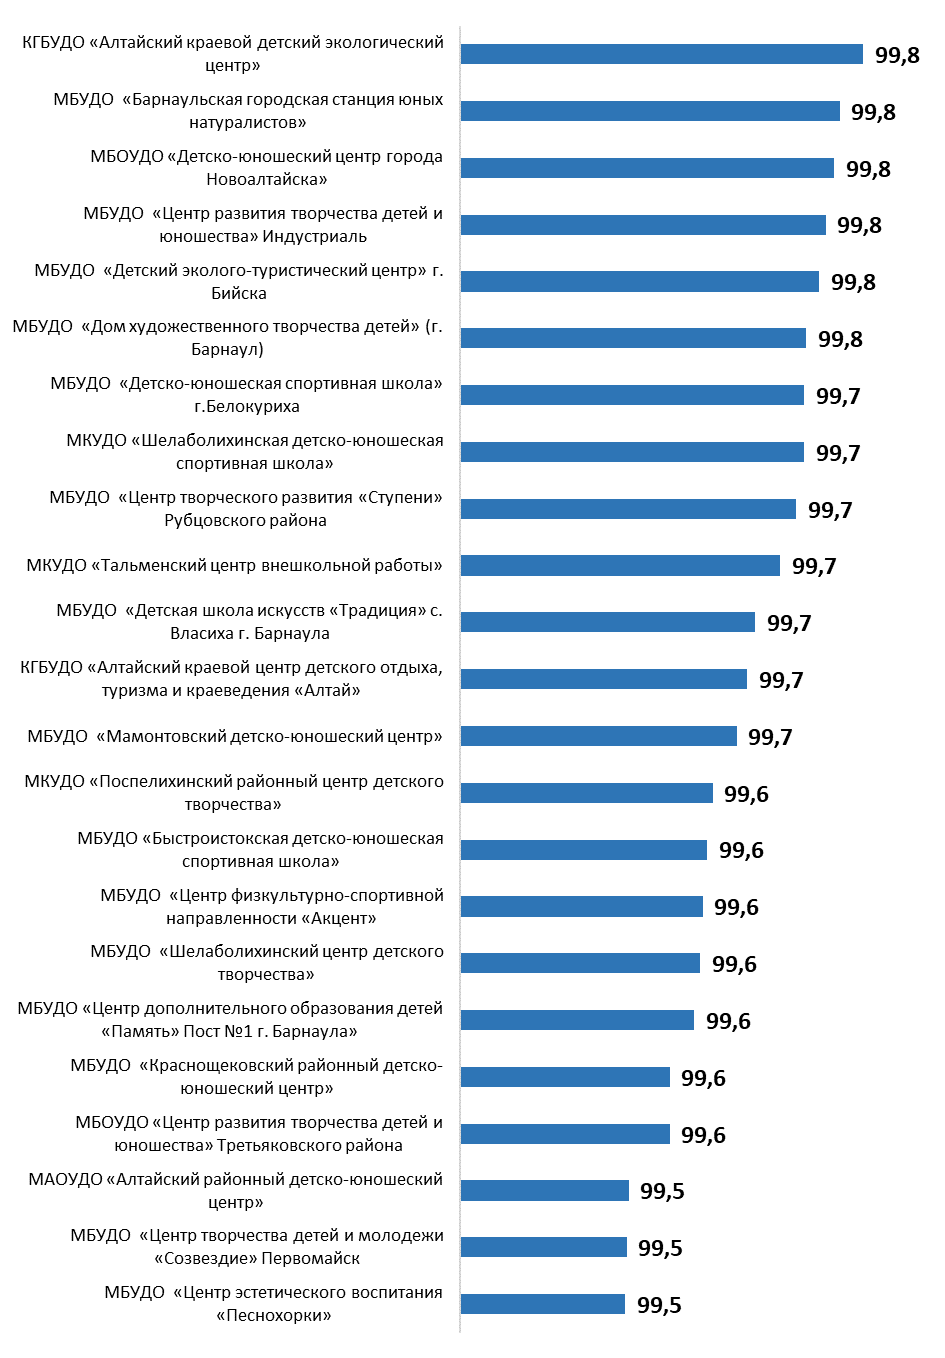 КГБУДО «Алтайский краевой детский экологический
центр»
99,8
МБУДО «Барнаульская городская станция юных
натуралистов»
99,8
МБОУДО «Детско-юношеский центр города
Новоалтайска»
99,8
МБУДО «Центр развития творчества детей и
юношества» Индустриаль
99,8
МБУДО «Детский эколого-туристический центр» г.
Бийска
99,8
МБУДО «Дом художественного творчества детей» (г.
Барнаул)
99,8
МБУДО «Детско-юношеская спортивная школа»
г.Белокуриха
99,7
МКУДО «Шелаболихинская детско-юношеская
спортивная школа»
99,7
МБУДО «Центр творческого развития «Ступени»
Рубцовского района
99,7
МКУДО «Тальменский центр внешкольной работы»
99,7
МБУДО «Детская школа искусств «Традиция» с.
Власиха г. Барнаула
99,7
КГБУДО «Алтайский краевой центр детского отдыха,
туризма и краеведения «Алтай»
99,7
МБУДО «Мамонтовский детско-юношеский центр»
99,7
МКУДО «Поспелихинский районный центр детского
творчества»
99,6
МБУДО «Быстроистокская детско-юношеская
спортивная школа»
99,6
МБУДО «Центр физкультурно-спортивной
направленности «Акцент»
99,6
МБУДО «Шелаболихинский центр детского
творчества»
99,6
МБУДО «Центр дополнительного образования детей
«Память» Пост №1 г. Барнаула»
99,6
МБУДО «Краснощековский районный детско-
юношеский центр»
99,6
МБОУДО «Центр развития творчества детей и
юношества» Третьяковского района
99,6
МАОУДО «Алтайский районный детско-юношеский
центр»
99,5
МБУДО «Центр творчества детей и молодежи
«Созвездие» Первомайск
99,5
МБУДО «Центр эстетического воспитания
«Песнохорки»
99,5